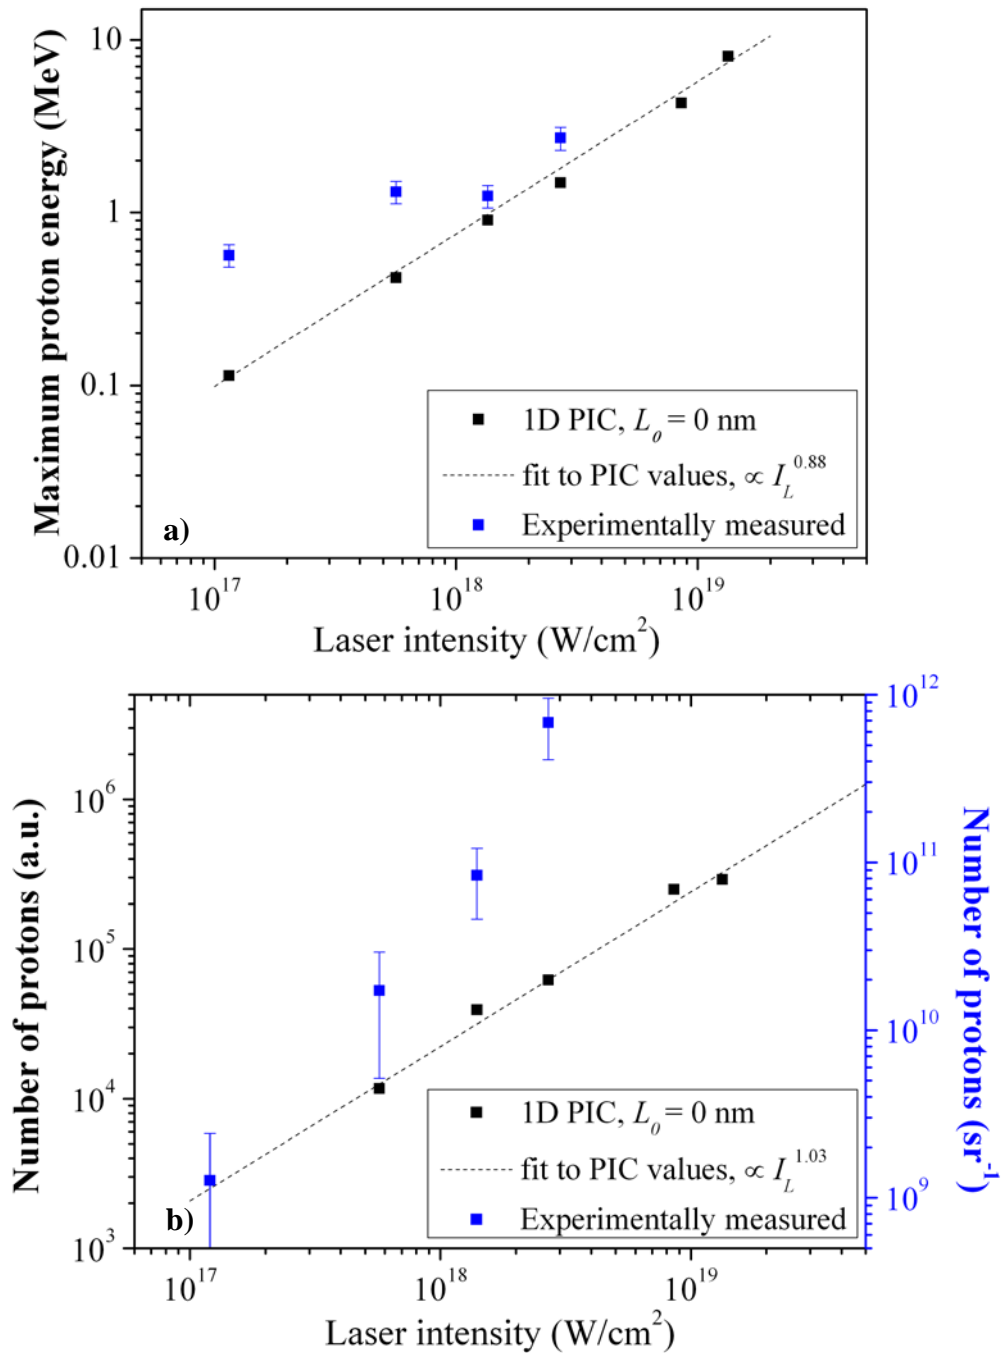 10
1
0.1
0.01
Maximum proton energy (MeV)
a)
1D PIC, L₀ = 0 nm
fit to PIC values, ∝ I_L^0.88
Experimentally measured
10^17
10^18
10^19
Laser intensity (W/cm²)
10^6
10^5
10^4
10^3
Number of protons (a.u.)
10^12
10^11
10^10
10^9
Number of protons (sr⁻¹)
b)
1D PIC, L₀ = 0 nm
fit to PIC values, ∝ I_L^1.03
Experimentally measured
10^17
10^18
10^19
Laser intensity (W/cm²)